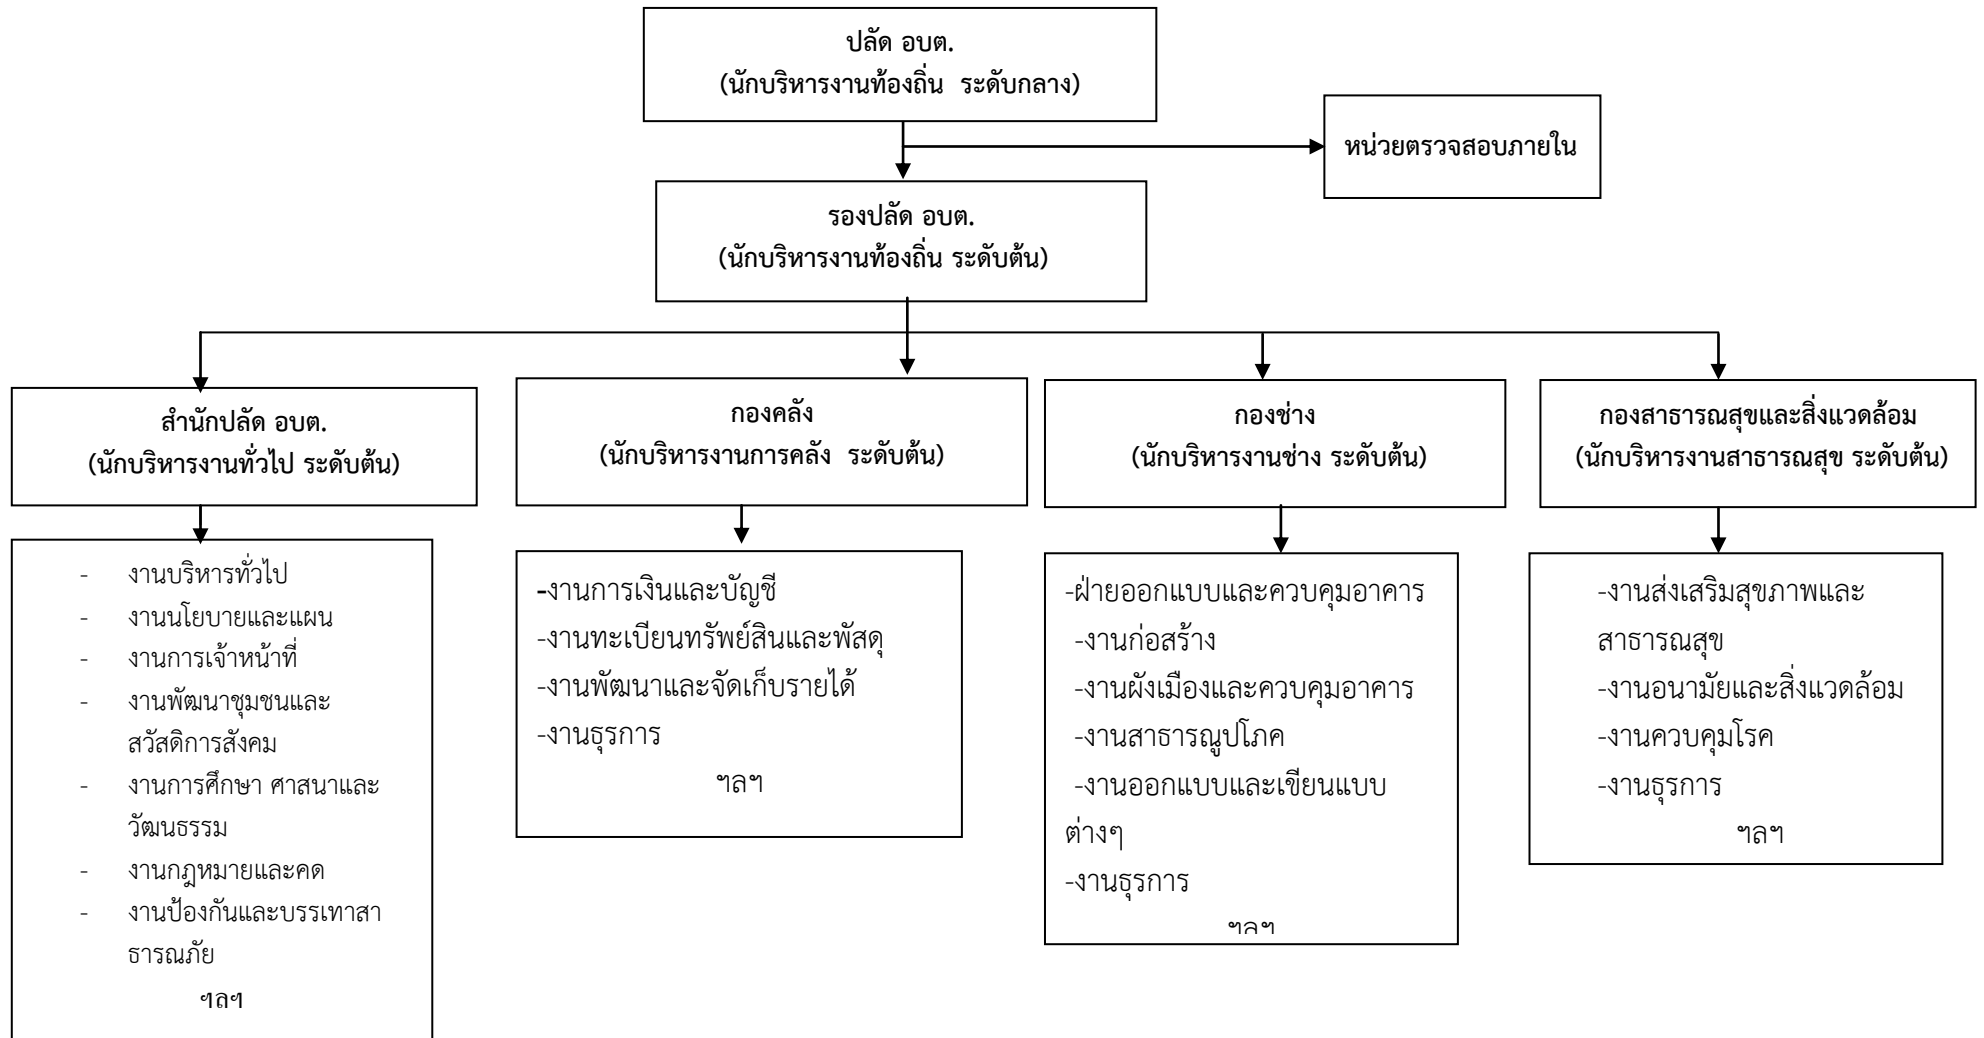 ปลัด อบต.
(นักบริหารงานท้องถิ่น  ระดับกลาง)
หน่วยตรวจสอบภายใน
รองปลัด อบต.
(นักบริหารงานท้องถิ่น ระดับต้น)
สำนักปลัด อบต.
(นักบริหารงานทั่วไป ระดับต้น)
กองคลัง
(นักบริหารงานการคลัง  ระดับต้น)
กองช่าง
(นักบริหารงานช่าง ระดับต้น)
กองสาธารณสุขและสิ่งแวดล้อม
(นักบริหารงานสาธารณสุข ระดับต้น)
- งานบริหารทั่วไป
- งานนโยบายและแผน
- งานการเจ้าหน้าที่
- งานพัฒนาชุมชนและ
สวัสดิการสังคม
- งานการศึกษา ศาสนาและ
วัฒนธรรม
- งานกฎหมายและคด
- งานป้องกันและบรรเทาสา
ธารณภัย
ฯลฯ
-งานการเงินและบัญชี
-งานทะเบียนทรัพย์สินและพัสดุ
-งานพัฒนาและจัดเก็บรายได้
-งานธุรการ
ฯลฯ
-ฝ่ายออกแบบและควบคุมอาคาร
-งานก่อสร้าง
-งานผังเมืองและควบคุมอาคาร
-งานสาธารณูปโภค
-งานออกแบบและเขียนแบบ
ต่างๆ
-งานธุรการ
ฯลฯ
-งานส่งเสริมสุขภาพและ
สาธารณสุข
-งานอนามัยและสิ่งแวดล้อม
-งานควบคุมโรค
-งานธุรการ
ฯลฯ